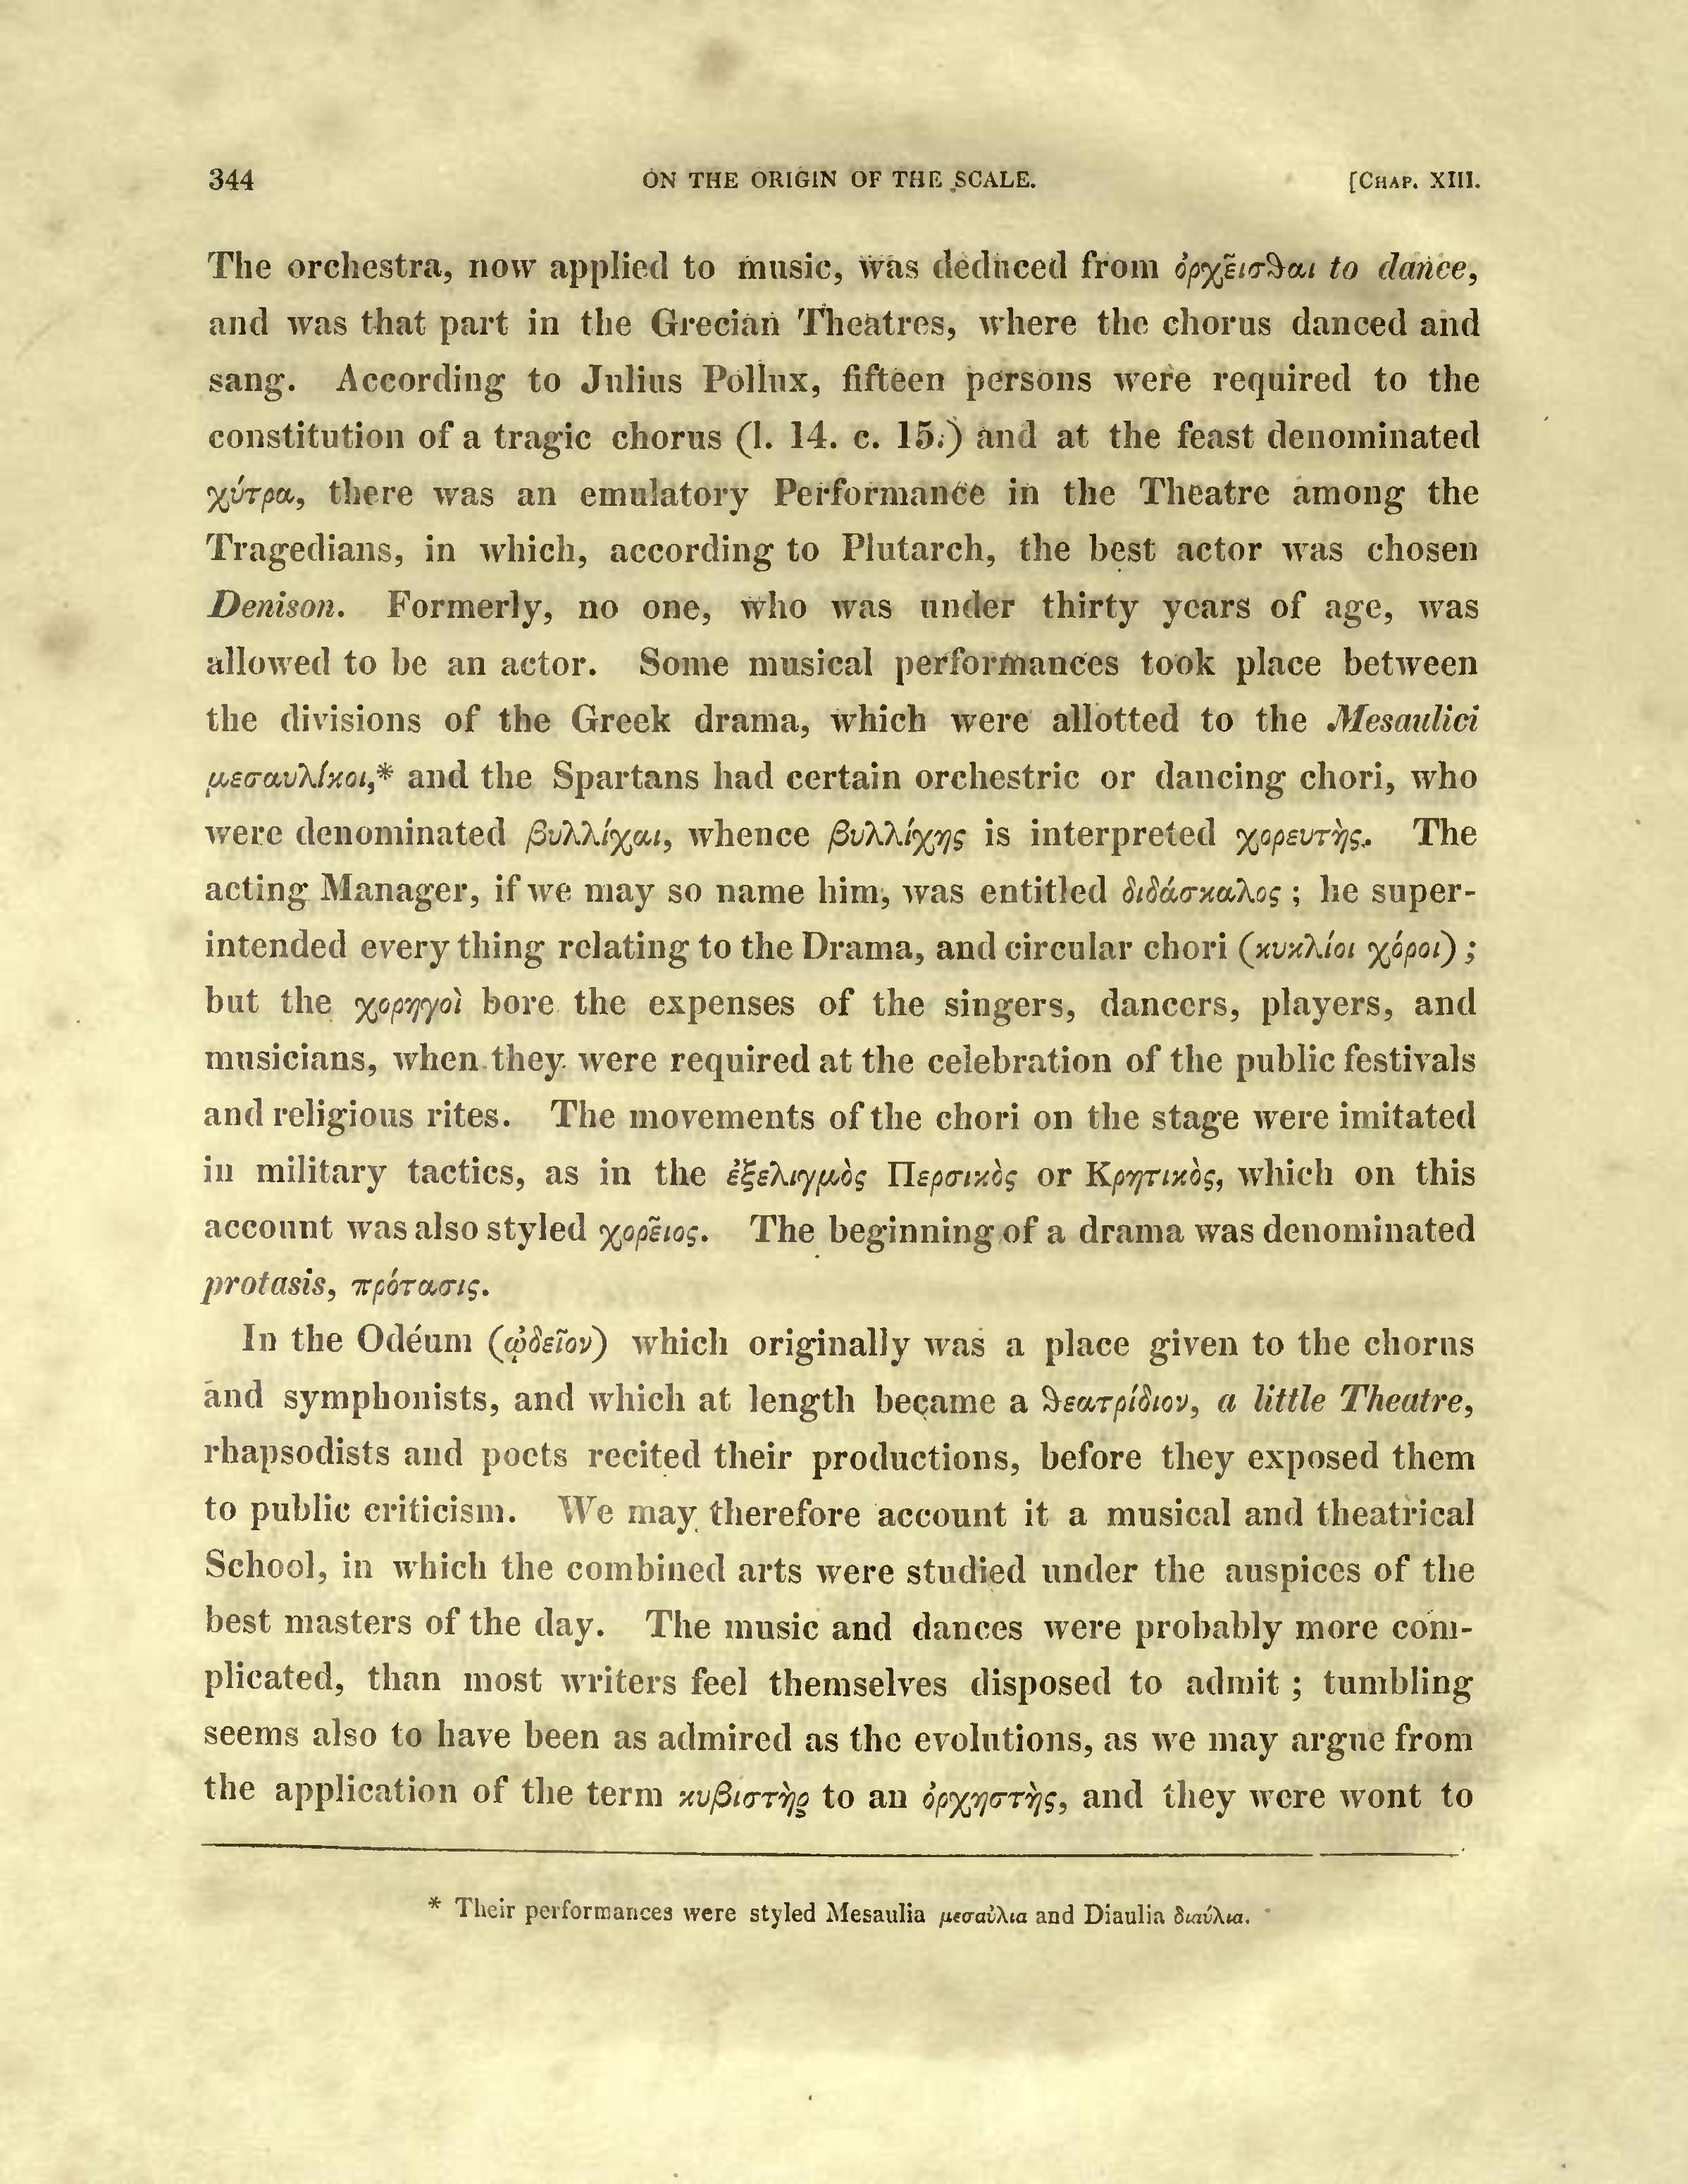 344 ON THE ORIGIN OF THE SCALE. [CHAP. XIII.
The orchestra, now applied to music, was deduced from ὀρχεῖσϑαι to dance,
and was that part in the Grecian Theatres, where the chorus danced and
sang. According to Julius Pollux, fifteen persons were required to the
constitution of a tragic chorus (l. 14. c. 15.) and at the feast denominated
χύτρα, there was an emulatory Performance in the Theatre among the
Tragedians, in which, according to Plutarch, the best actor was chosen
Denison. Formerly, no one, who was under thirty years of age, was
allowed to be an actor. Some musical performances took place between
the divisions of the Greek drama, which were allotted to the Mesaulici
μεσαυλίκοι,* and the Spartans had certain orchestric or dancing chori, who
were denominated βυλλίχαι, whence βυλλίχης is interpreted χορευτὴς. The
acting Manager, if we may so name him, was entitled διδάσκαλος ; he super-
intended every thing relating to the Drama, and circular chori (κυκλίοι χόροι) ;
but the χορηγοὶ bore the expenses of the singers, dancers, players, and
musicians, when they were required at the celebration of the public festivals
and religious rites. The movements of the chori on the stage were imitated
in military tactics, as in the ἐξελιγμὸς Περσικὸς or Κρητικὸς, which on this
account was also styled χορεῖος. The beginning of a drama was denominated
protasis, πρότασις.
In the Odéum (ᾠδεῖον) which originally was a place given to the chorus
and symphonists, and which at length became a ϑεατρίδιον, a little Theatre,
rhapsodists and poets recited their productions, before they exposed them
to public criticism. We may therefore account it a musical and theatrical
School, in which the combined arts were studied under the auspices of the
best masters of the day. The music and dances were probably more com-
plicated, than most writers feel themselves disposed to admit ; tumbling
seems also to have been as admired as the evolutions, as we may argue from
the application of the term κυβιστὴρ to an ὀρχηστὴς, and they were wont to
* Their performances were styled Mesaulia μεσαύλια and Diaulia διαύλια.